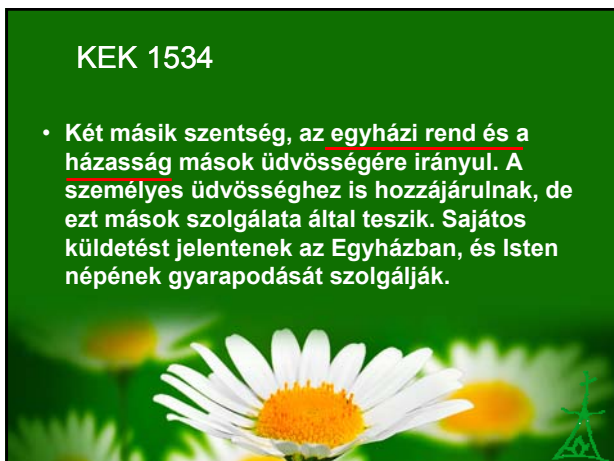 KEK 1534
• Két másik szentség, az egyházi rend és a
házasság mások üdvösségére irányul. A
személyes üdvösséghez is hozzájárulnak, de
ezt mások szolgálata által teszik. Sajátos
küldetést jelentenek az Egyházban, és Isten
népének gyarapodását szolgálják.